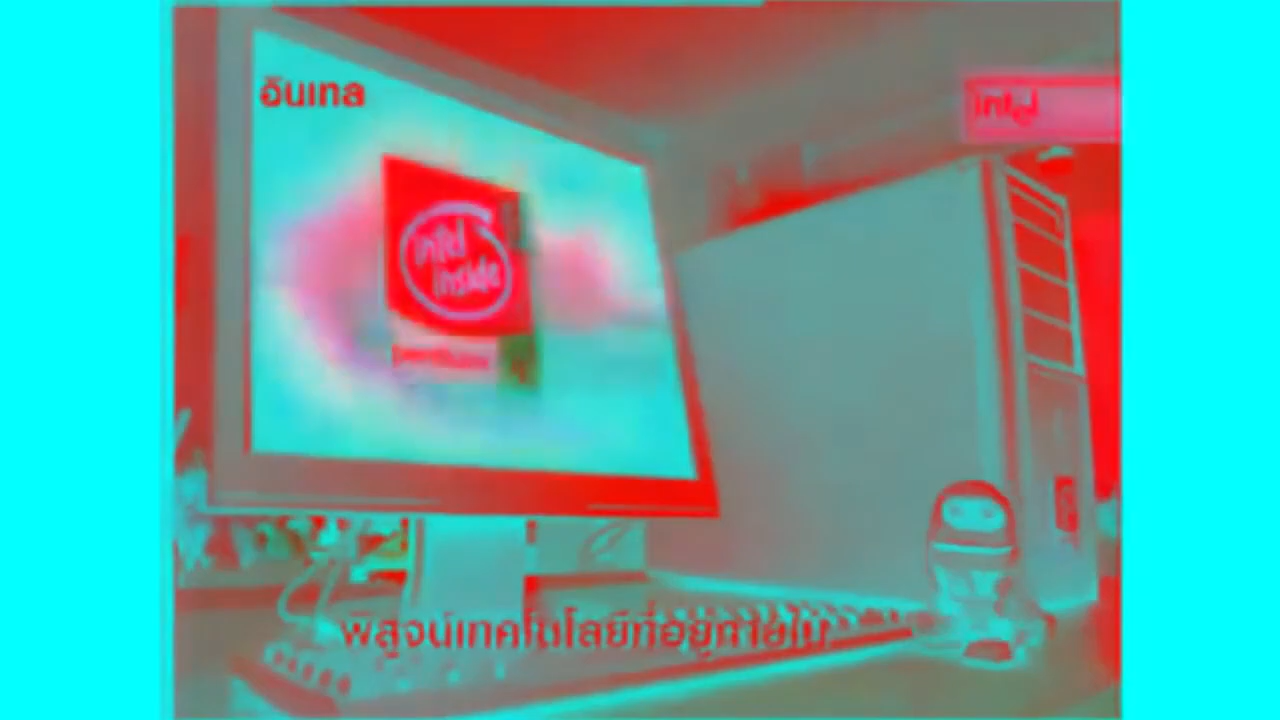 อินเทล
intel
intel
inside
pentium
พิสูจน์เทคโนโลยีที่อยู่ภายใน